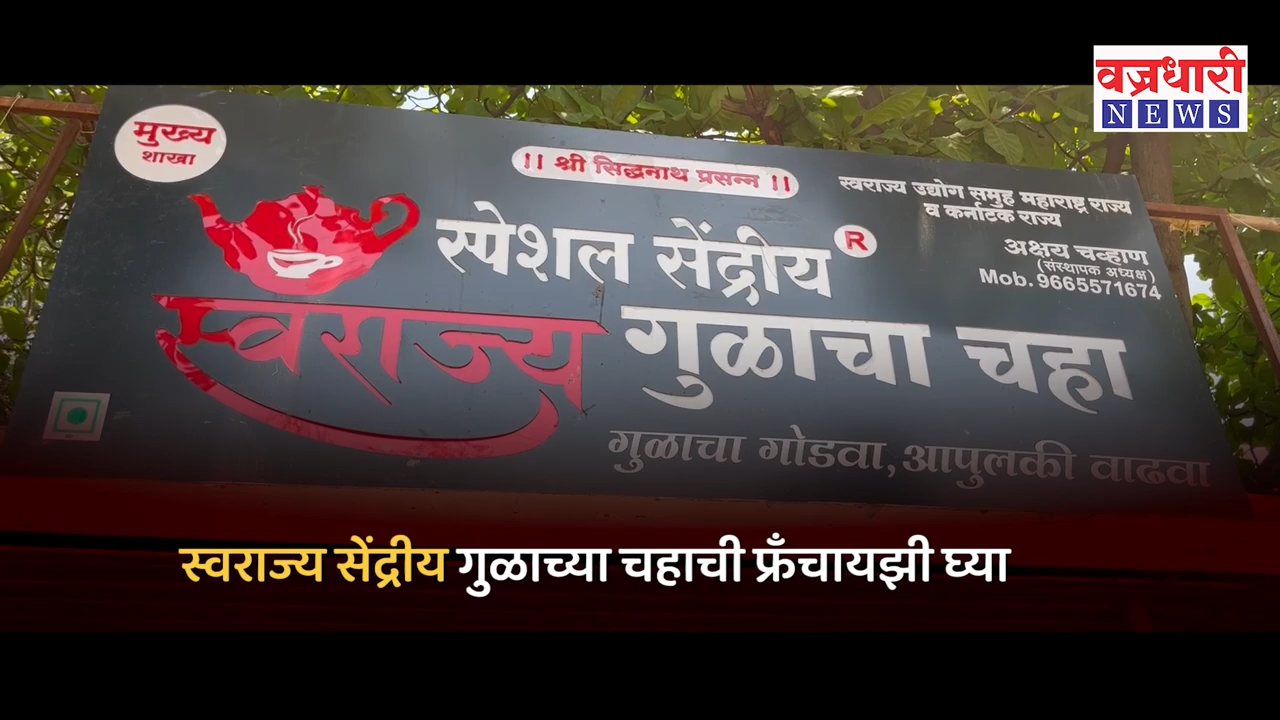 वज्रधारी
NEWS
मुख्य
शाखा
।। श्री सिद्धनाथ प्रसन्न ।।
स्वराज्य उद्योग समुह महाराष्ट्र राज्य
व कर्नाटक राज्य
अक्षय चव्हाण
(संस्थापक अध्यक्ष)
Mob. 9665571674
स्पेशल सेंद्रीय R
स्वराज्य गुळाचा चहा
गुळाचा गोडवा, आपुलकी वाढवा
स्वराज्य सेंद्रीय गुळाच्या चहाची फ्रँचायझी घ्या